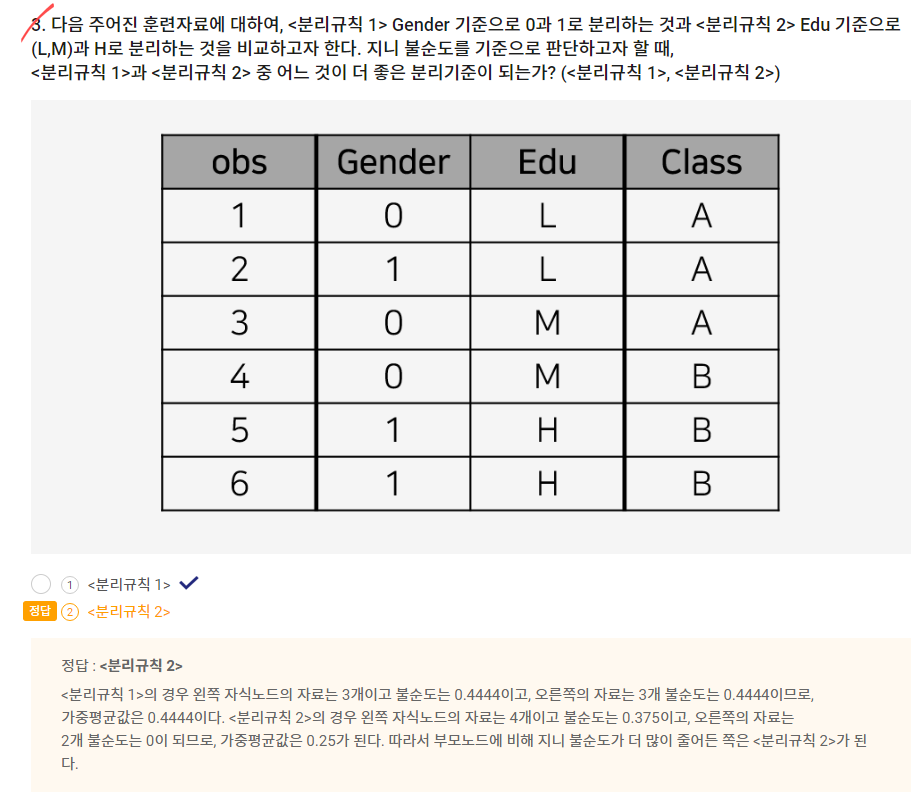 3. 다음 주어진 훈련자료에 대하여, <분리규칙 1> Gender 기준으로 0과 1로 분리하는 것과 <분리규칙 2> Edu 기준으로
(L,M)과 H로 분리하는 것을 비교하고자 한다. 지니 불순도를 기준으로 판단하고자 할 때,
<분리규칙 1>과 <분리규칙 2> 중 어느 것이 더 좋은 분리기준이 되는가? (<분리규칙 1>, <분리규칙 2>)
obs Gender Edu Class
1 0 L A
2 1 L A
3 0 M A
4 0 M B
5 1 H B
6 1 H B
1 <분리규칙 1>
정답 2 <분리규칙 2>
정답 : <분리규칙 2>
<분리규칙 1>의 경우 왼쪽 자식노드의 자료는 3개이고 불순도는 0.4444이고, 오른쪽의 자료는 3개 불순도는 0.4444이므로,
가중평균값은 0.4444이다. <분리규칙 2>의 경우 왼쪽 자식노드의 자료는 4개이고 불순도는 0.375이고, 오른쪽의 자료는
2개 불순도는 0이 되므로, 가중평균값은 0.25가 된다. 따라서 부모노드에 비해 지니 불순도가 더 많이 줄어든 쪽은 <분리규칙 2>가 된
다.